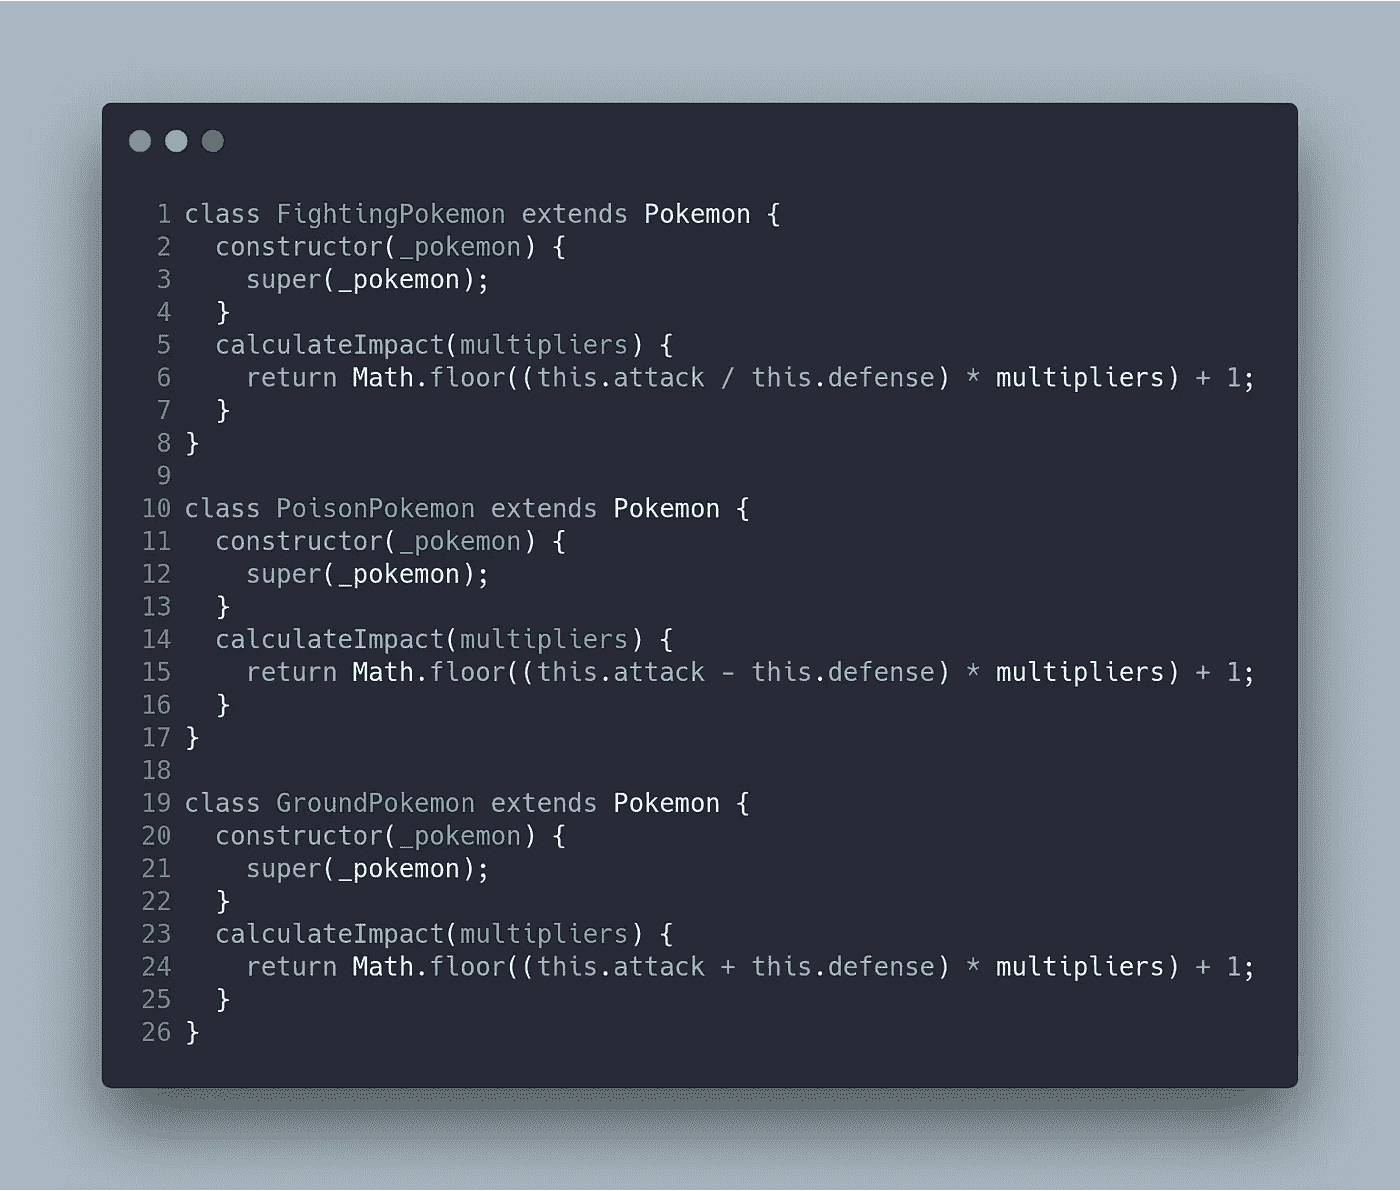 1 class FightingPokemon extends Pokemon {
2   constructor(_pokemon) {
3     super(_pokemon);
4   }
5   calculateImpact(multipliers) {
6     return Math.floor((this.attack / this.defense) * multipliers) + 1;
7   }
8 }
9
10 class PoisonPokemon extends Pokemon {
11   constructor(_pokemon) {
12     super(_pokemon);
13   }
14   calculateImpact(multipliers) {
15     return Math.floor((this.attack - this.defense) * multipliers) + 1;
16   }
17 }
18
19 class GroundPokemon extends Pokemon {
20   constructor(_pokemon) {
21     super(_pokemon);
22   }
23   calculateImpact(multipliers) {
24     return Math.floor((this.attack + this.defense) * multipliers) + 1;
25   }
26 }